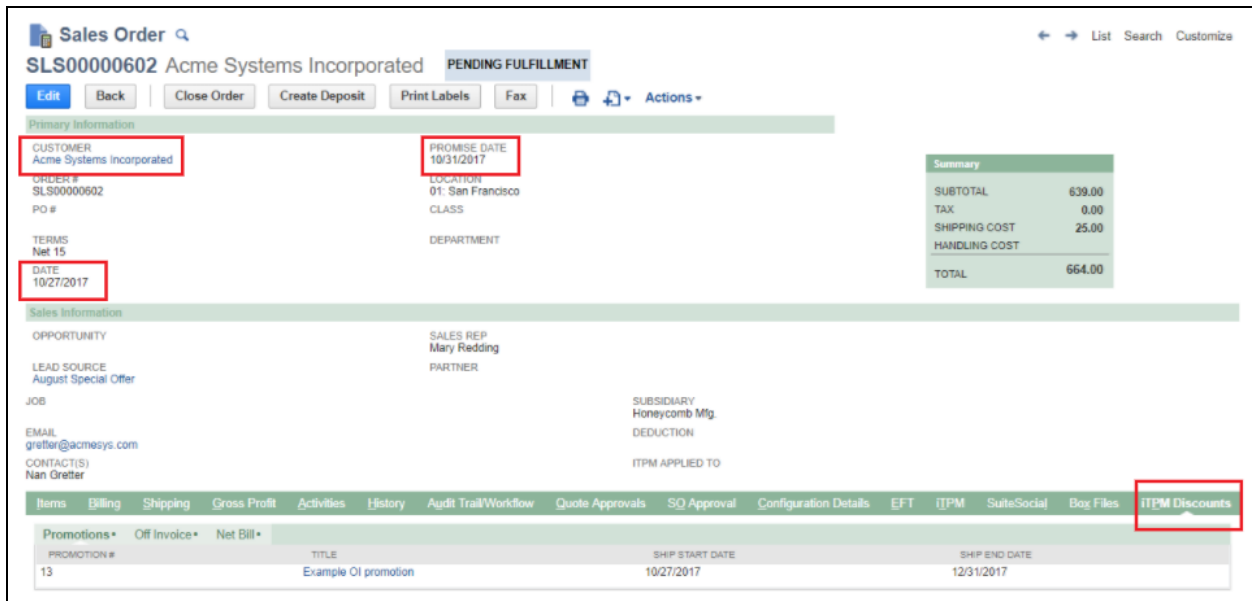 Sales Order
List Search Customize
SLS00000602 Acme Systems Incorporated PENDING FULFILLMENT
Edit Back Close Order Create Deposit Print Labels Fax Actions
Primary Information
CUSTOMER
Acme Systems Incorporated
ORDER #
SLS00000602
PO #
TERMS
Net 15
DATE
10/27/2017
PROMISE DATE
10/31/2017
LOCATION
01: San Francisco
CLASS
DEPARTMENT
Summary
SUBTOTAL 639.00
TAX 0.00
SHIPPING COST 25.00
HANDLING COST
TOTAL 664.00
Sales Information
OPPORTUNITY
LEAD SOURCE
August Special Offer
SALES REP
Mary Redding
PARTNER
JOB
EMAIL
gretter@acmesys.com
CONTACT(S)
Nan Gretter
SUBSIDIARY
Honeycomb Mfg.
DEDUCTION
ITPM APPLIED TO
Items Billing Shipping Gross Profit Activities History Audit Trail/Workflow Quote Approvals SO Approval Configuration Details EFT iTPM SuiteSocial Box Files iTPM Discounts
Promotions • Off Invoice • Net Bill •
PROMOTION # TITLE SHIP START DATE SHIP END DATE
13 Example OI promotion 10/27/2017 12/31/2017